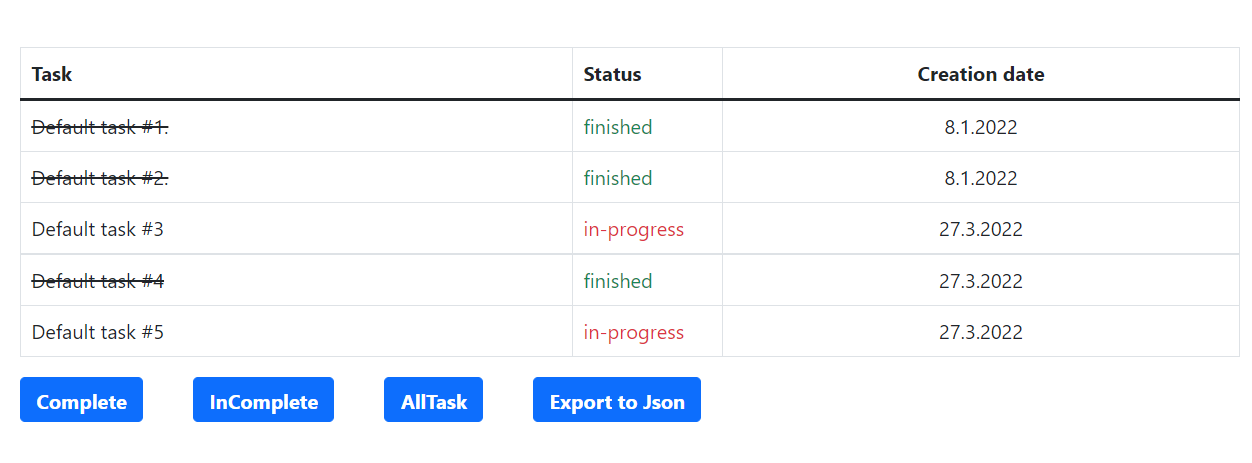 Task Status Creation date
Default task #1. finished 8.1.2022
Default task #2. finished 8.1.2022
Default task #3 in-progress 27.3.2022
Default task #4 finished 27.3.2022
Default task #5 in-progress 27.3.2022
Complete InComplete AllTask Export to Json